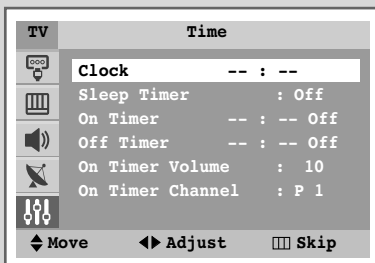 TV Time
Clock -- : --
Sleep Timer : Off
On Timer -- : -- Off
Off Timer -- : -- Off
On Timer Volume : 10
On Timer Channel : P 1
Move Adjust Skip